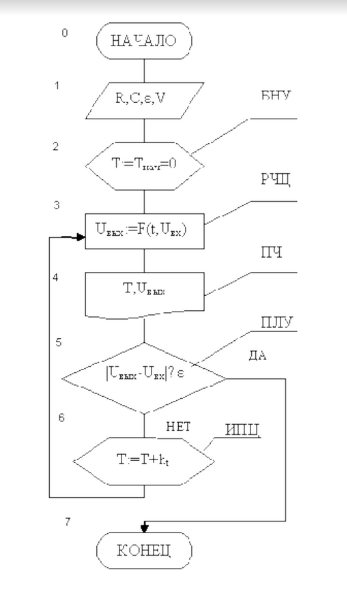 0
НАЧАЛО
1
R,C,ε,V
БНУ
2
T:=Tнач=0
РЧЦ
3
Uвых:=F(t,Uвх)
ПЧ
4
T,Uвых
ПЛУ
5
|Uвых-Uвх|? ε
ДА
6
НЕТ
ИПЦ
T:=T+ht
7
КОНЕЦ